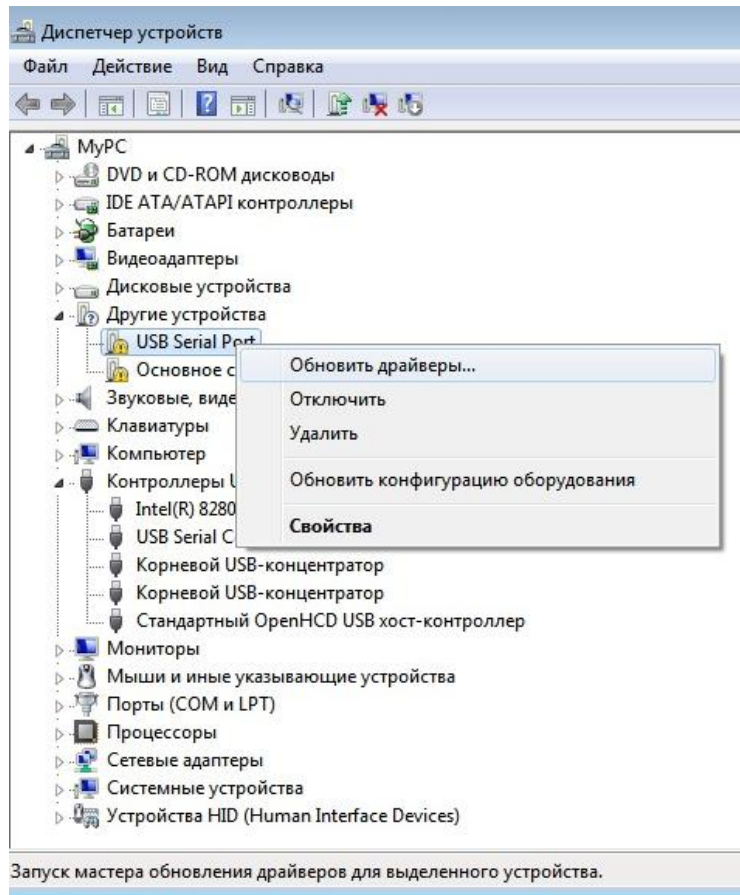 Диспетчер устройств
Файл Действие Вид Справка
MyPC
DVD и CD-ROM дисководы
IDE ATA/ATAPI контроллеры
Батареи
Видеоадаптеры
Дисковые устройства
Другие устройства
USB Serial Port
Обновить драйверы...
Основное с
Отключить
Звуковые, виде
Клавиатуры
Удалить
Компьютер
Контроллеры U
Обновить конфигурацию оборудования
Intel(R) 8280
USB Serial C
Свойства
Корневой USB-концентратор
Корневой USB-концентратор
Стандартный OpenHCD USB хост-контроллер
Мониторы
Мыши и иные указывающие устройства
Порты (COM и LPT)
Процессоры
Сетевые адаптеры
Системные устройства
Устройства HID (Human Interface Devices)
Запуск мастера обновления драйверов для выделенного устройства.